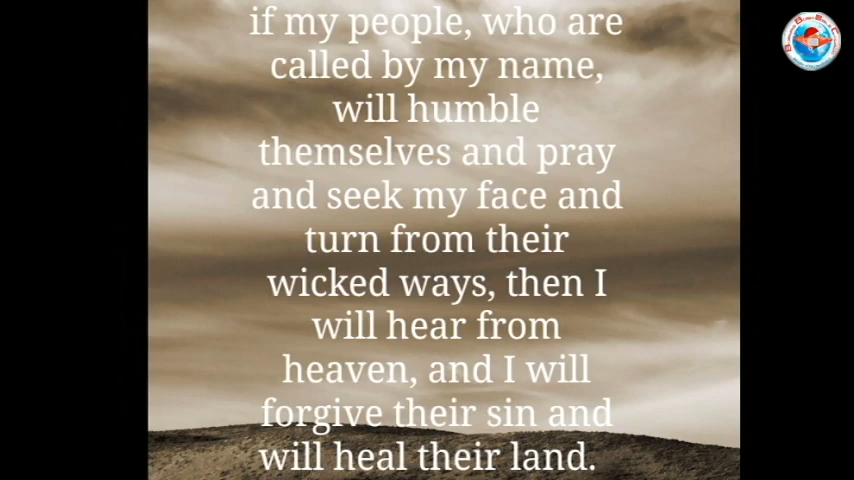 if my people, who are
called by my name,
will humble
themselves and pray
and seek my face and
turn from their
wicked ways, then I
will hear from
heaven, and I will
forgive their sin and
will heal their land.